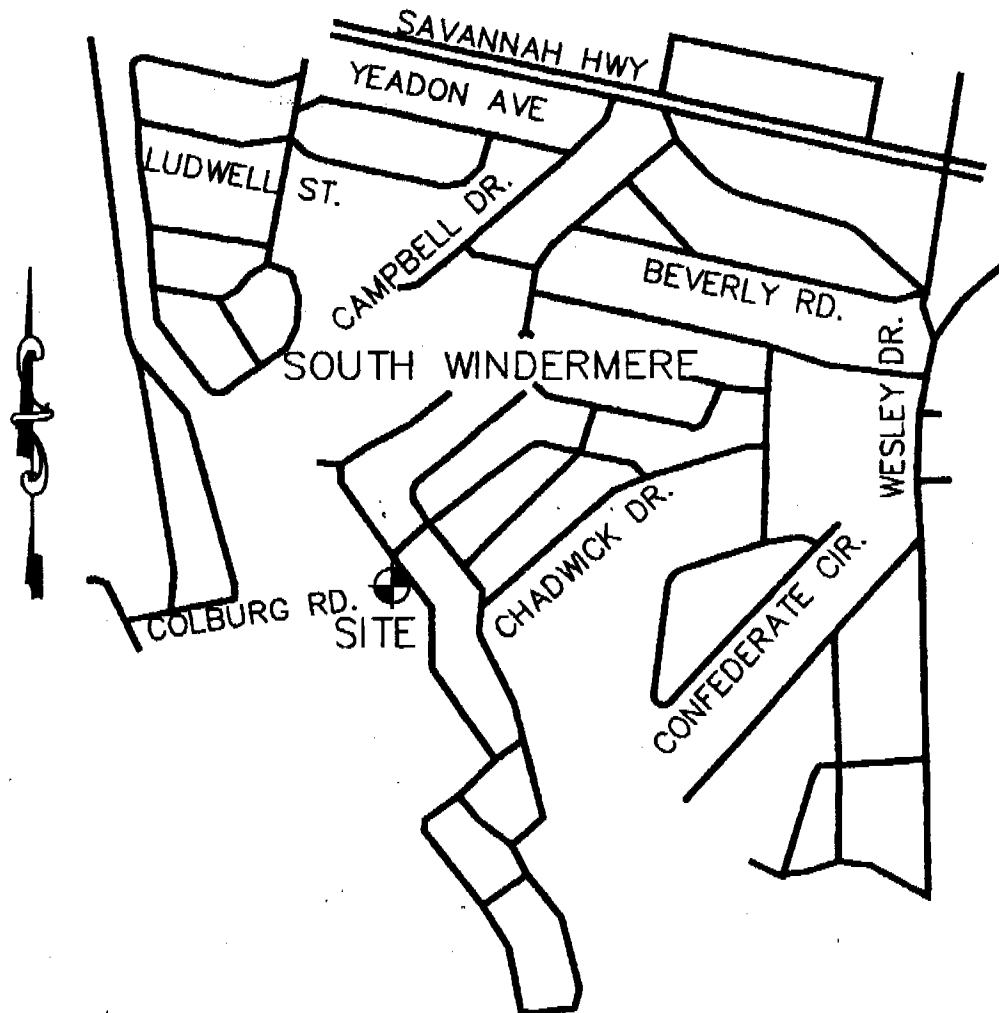 SAVANNAH HWY
YEADON AVE
LUDWELL ST.
CAMPBELL DR.
BEVERLY RD.
WESLEY DR.
SOUTH WINDERMERE
CHADWICK DR.
CONFEDERATE CIR.
COLBURG RD.
SITE